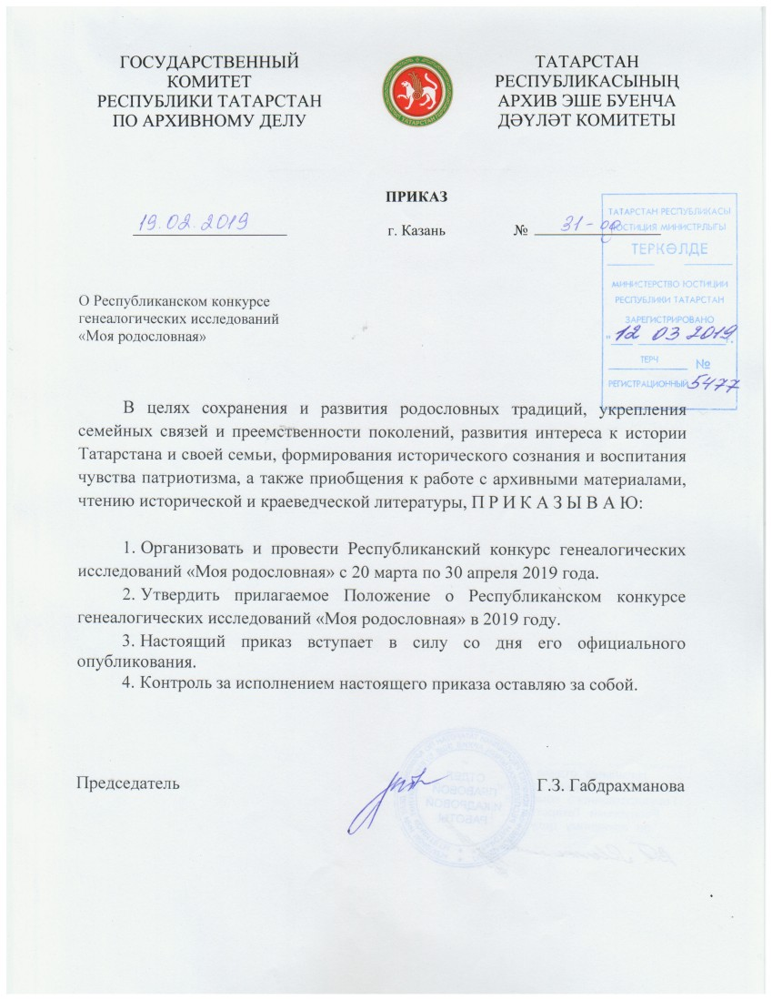 ГОСУДАРСТВЕННЫЙ
КОМИТЕТ
РЕСПУБЛИКИ ТАТАРСТАН
ПО АРХИВНОМУ ДЕЛУ
ТАТАРСТАН
РЕСПУБЛИКАСЫНЫҢ
АРХИВ ЭШЕ БУЕНЧА
ДӘҮЛӘТ КОМИТЕТЫ
ТАТАРСТАН
ПРИКАЗ
19.02.2019
г. Казань
№ 31-од
ТАТАРСТАН РЕСПУБЛИКАСЫ
ЮСТИЦИЯ МИНИСТРЛЫГЫ
ТЕРКӘЛДЕ
МИНИСТЕРСТВО ЮСТИЦИИ
РЕСПУБЛИКИ ТАТАРСТАН
ЗАРЕГИСТРИРОВАНО
" 12 03 2019 г.
ТЕРЧ №
РЕГИСТРАЦИОННЫЙ 5477
О Республиканском конкурсе
генеалогических исследований
«Моя родословная»
В целях сохранения и развития родословных традиций, укрепления
семейных связей и преемственности поколений, развития интереса к истории
Татарстана и своей семьи, формирования исторического сознания и воспитания
чувства патриотизма, а также приобщения к работе с архивными материалами,
чтению исторической и краеведческой литературы, П Р И К А З Ы В А Ю:
1. Организовать и провести Республиканский конкурс генеалогических
исследований «Моя родословная» с 20 марта по 30 апреля 2019 года.
2. Утвердить прилагаемое Положение о Республиканском конкурсе
генеалогических исследований «Моя родословная» в 2019 году.
3. Настоящий приказ вступает в силу со дня его официального
опубликования.
4. Контроль за исполнением настоящего приказа оставляю за собой.
Председатель
Г.З. Габдрахманова
ОТДЕЛ
ПРАВОВОЙ
И КАДРОВОЙ
РАБОТЫ